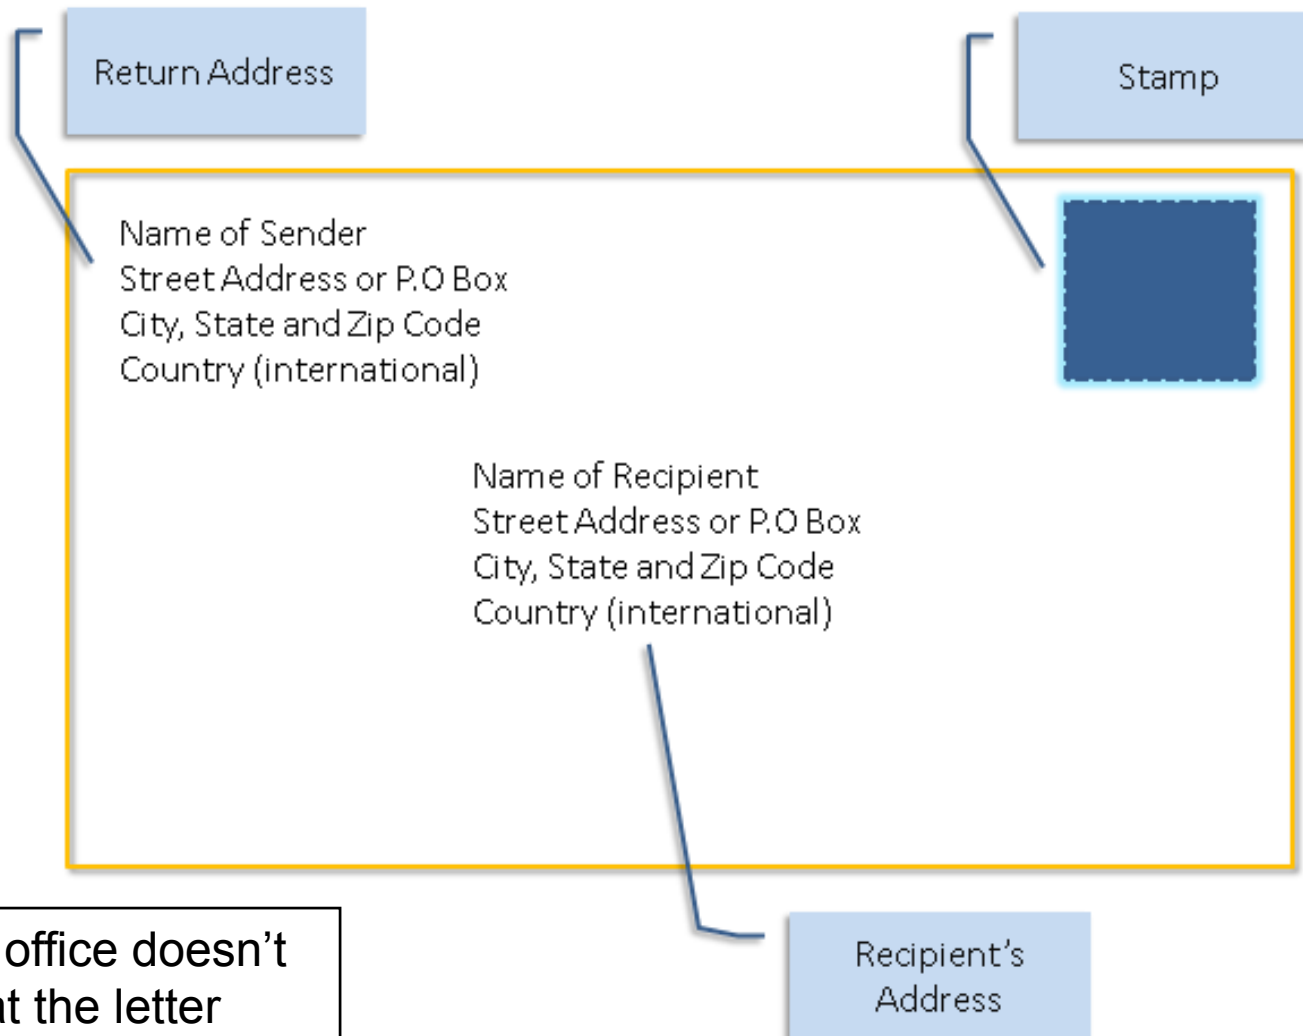 Return Address
Stamp
Name of Sender
Street Address or P.O Box
City, State and Zip Code
Country (international)
Name of Recipient
Street Address or P.O Box
City, State and Zip Code
Country (international)
office doesn’t
at the letter
Recipient’s
Address